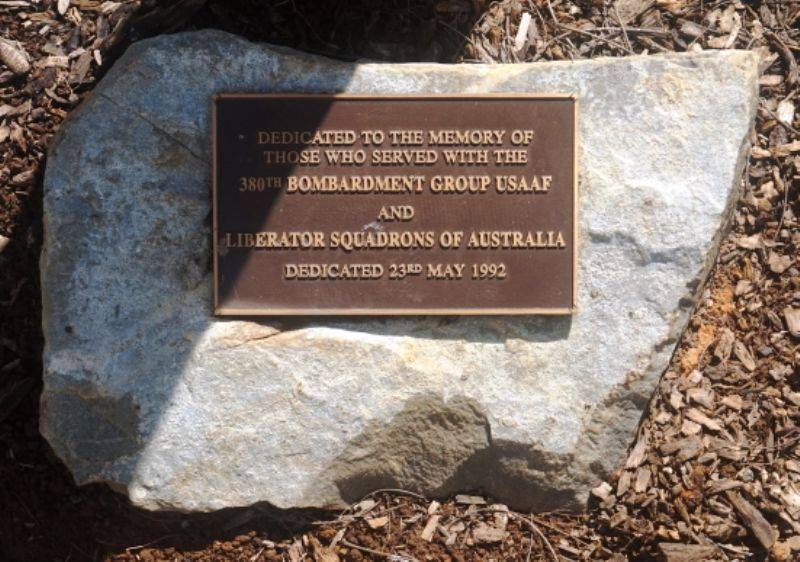 DEDICATED TO THE MEMORY OF
THOSE WHO SERVED WITH THE
380TH BOMBARDMENT GROUP USAAF
AND
LIBERATOR SQUADRONS OF AUSTRALIA
DEDICATED 23RD MAY 1992